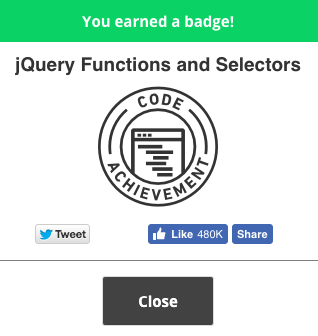 You earned a badge!
jQuery Functions and Selectors
CODE
ACHIEVEMENT
Tweet
Like 480K Share
Close